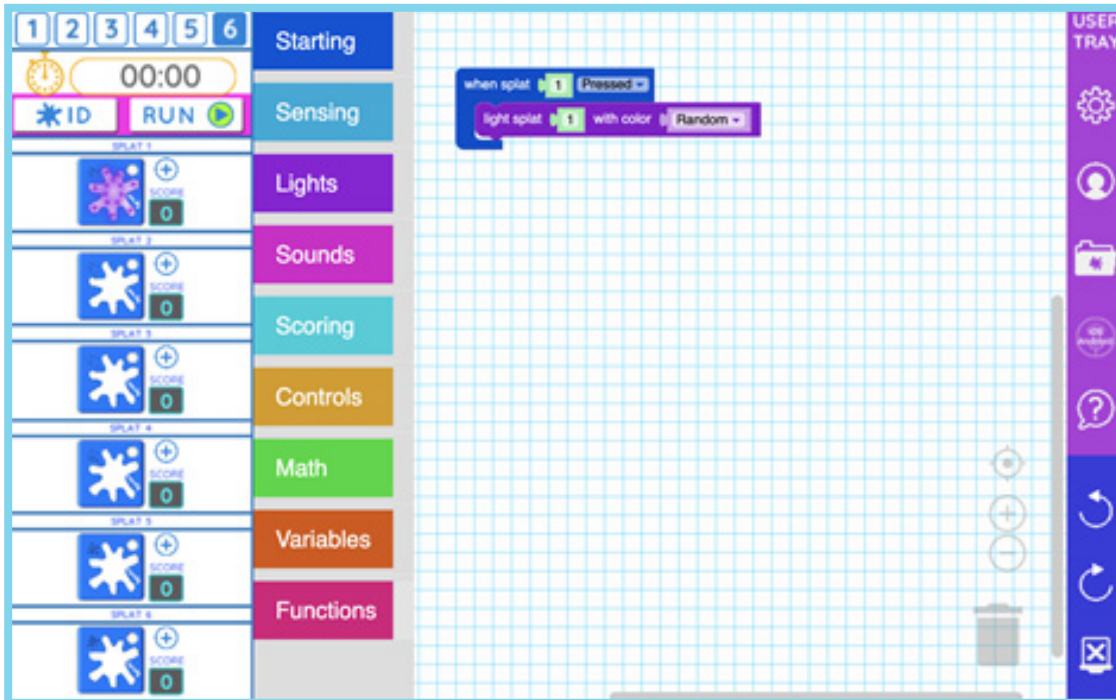 1 2 3 4 5 6
00:00
ID RUN
SPLAT 1
SCORE
0
SPLAT 2
SCORE
0
SPLAT 3
SCORE
0
SPLAT 4
SCORE
0
SPLAT 5
SCORE
0
SPLAT 6
SCORE
0
Starting
Sensing
Lights
Sounds
Scoring
Controls
Math
Variables
Functions
when splat 1 Pressed
light splat 1 with color Random
USER
TRAY